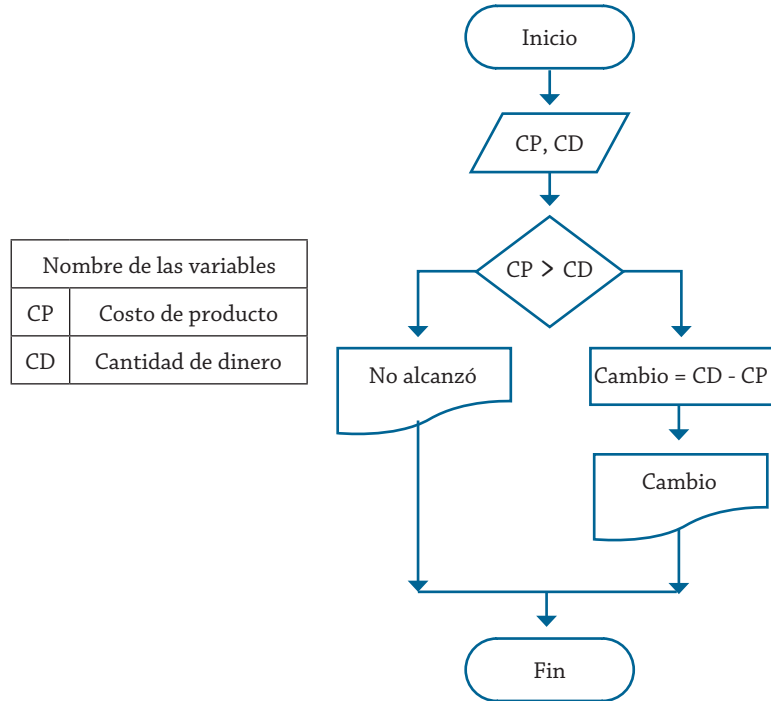 Inicio
CP, CD
CP > CD
Nombre de las variables
CP Costo de producto
CD Cantidad de dinero
No alcanzó
Cambio = CD - CP
Cambio
Fin